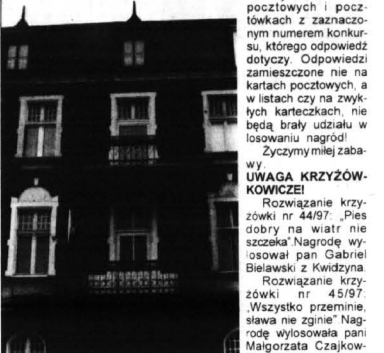 pocztowych i pocz-
tówkach z zaznaczo-
nym numerem konkur-
su, którego odpowiedź
dotyczy. Odpowiedzi
zamieszczone nie na
kartach pocztowych, a
w listach czy na zwyk-
łych karteczkach, nie
będą brały udziału w
losowaniu nagród!
Życzymy miłej zaba-
wy.
UWAGA KRZYŻÓW-
KOWICZE!
Rozwiązanie krzy-
żówki nr 44/97: „Pies
dobry na wiatr nie
szczeka".Nagrodę wy-
losował pan Gabriel
Bielawski z Kwidzyna.
Rozwiązanie krzy-
żówki nr 45/97:
„Wszystko przeminie,
sława nie zginie" Nag-
rodę wylosowała pani
Małgorzata Czajkow-